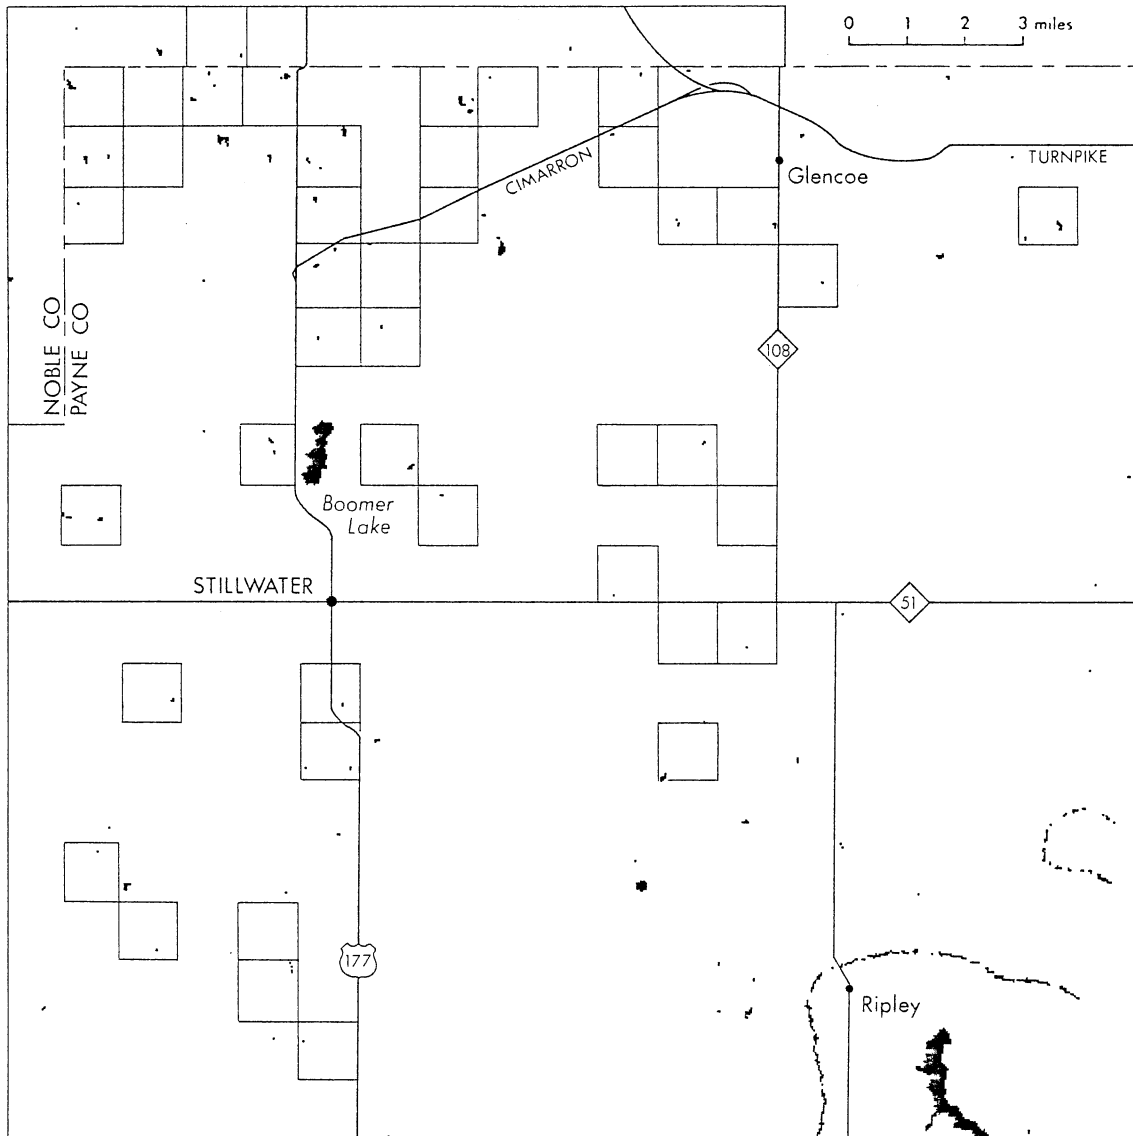 0 1 2 3 miles
CIMARRON
TURNPIKE
Glencoe
NOBLE CO
PAYNE CO
108
Boomer
Lake
STILLWATER
51
177
Ripley